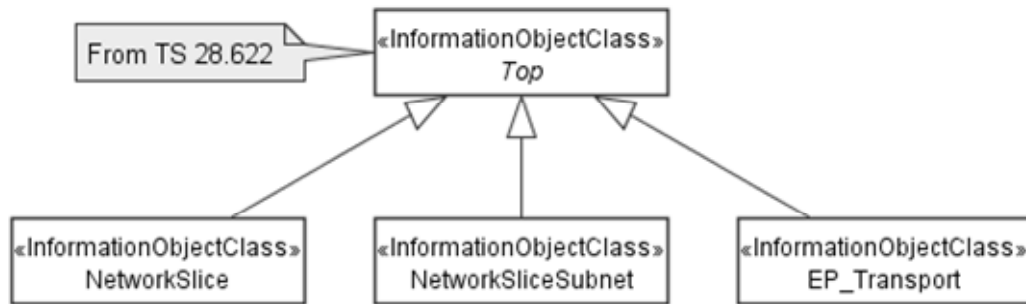 From TS 28.622
«InformationObjectClass»
Top
«InformationObjectClass»
NetworkSlice
«InformationObjectClass»
NetworkSliceSubnet
«InformationObjectClass»
EP_Transport